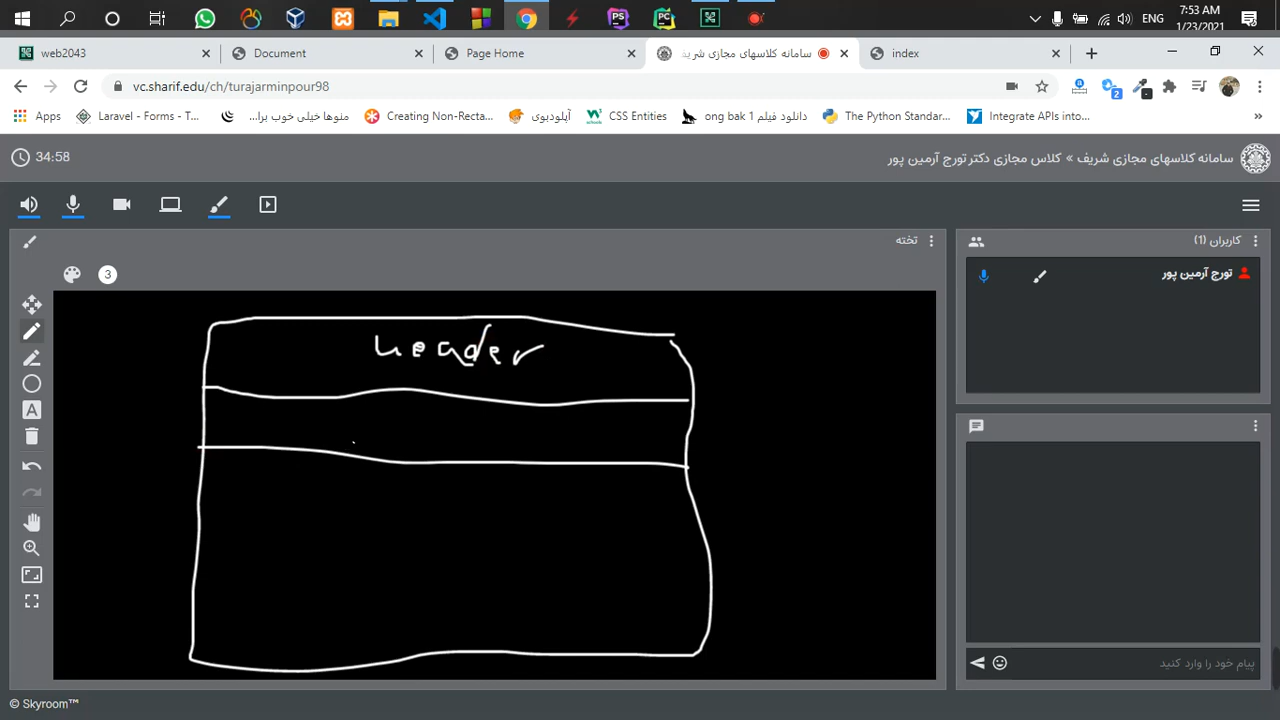 7:53 AM
ENG
1/23/2021
web2043
Document
Page Home
سامانه کلاسهای مجازی شریف
index
vc.sharif.edu/ch/turajarminpour98
2
Apps
Laravel - Forms - T...
منوها خیلی خوب برا...
Creating Non-Recta...
آپلودبوی
CSS Entities
دانلود فیلم ong bak 1
The Python Standar...
Integrate APIs into...
»
34:58
سامانه کلاسهای مجازی شریف » کلاس مجازی دکتر تورج آرمین پور
تخته
کاربران (1)
3
تورج آرمین پور
header
پیام خود را وارد کنید
© Skyroom™